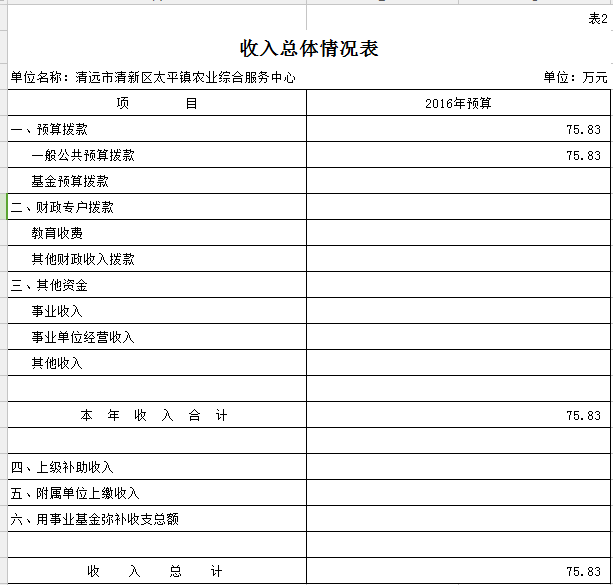 表2
收入总体情况表
单位名称：清远市清新区太平镇农业综合服务中心 单位：万元
项 目 2016年预算
一、预算拨款 75.83
一般公共预算拨款 75.83
基金预算拨款
二、财政专户拨款
教育收费
其他财政收入拨款
三、其他资金
事业收入
事业单位经营收入
其他收入
本 年 收 入 合 计 75.83
四、上级补助收入
五、附属单位上缴收入
六、用事业基金弥补收支总额
收 入 总 计 75.83